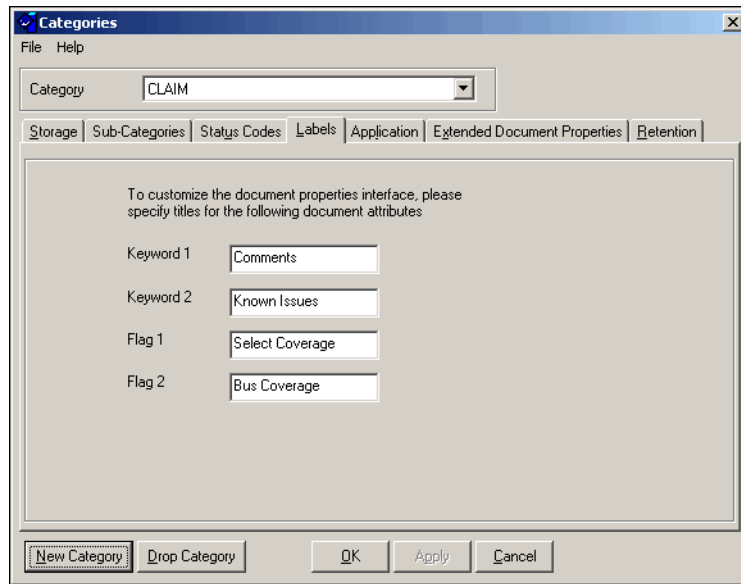 Categories
File Help
Category CLAIM
Storage Sub-Categories Status Codes Labels Application Extended Document Properties Retention
To customize the document properties interface, please
specify titles for the following document attributes
Keyword 1 Comments
Keyword 2 Known Issues
Flag 1 Select Coverage
Flag 2 Bus Coverage
New Category Drop Category OK Apply Cancel